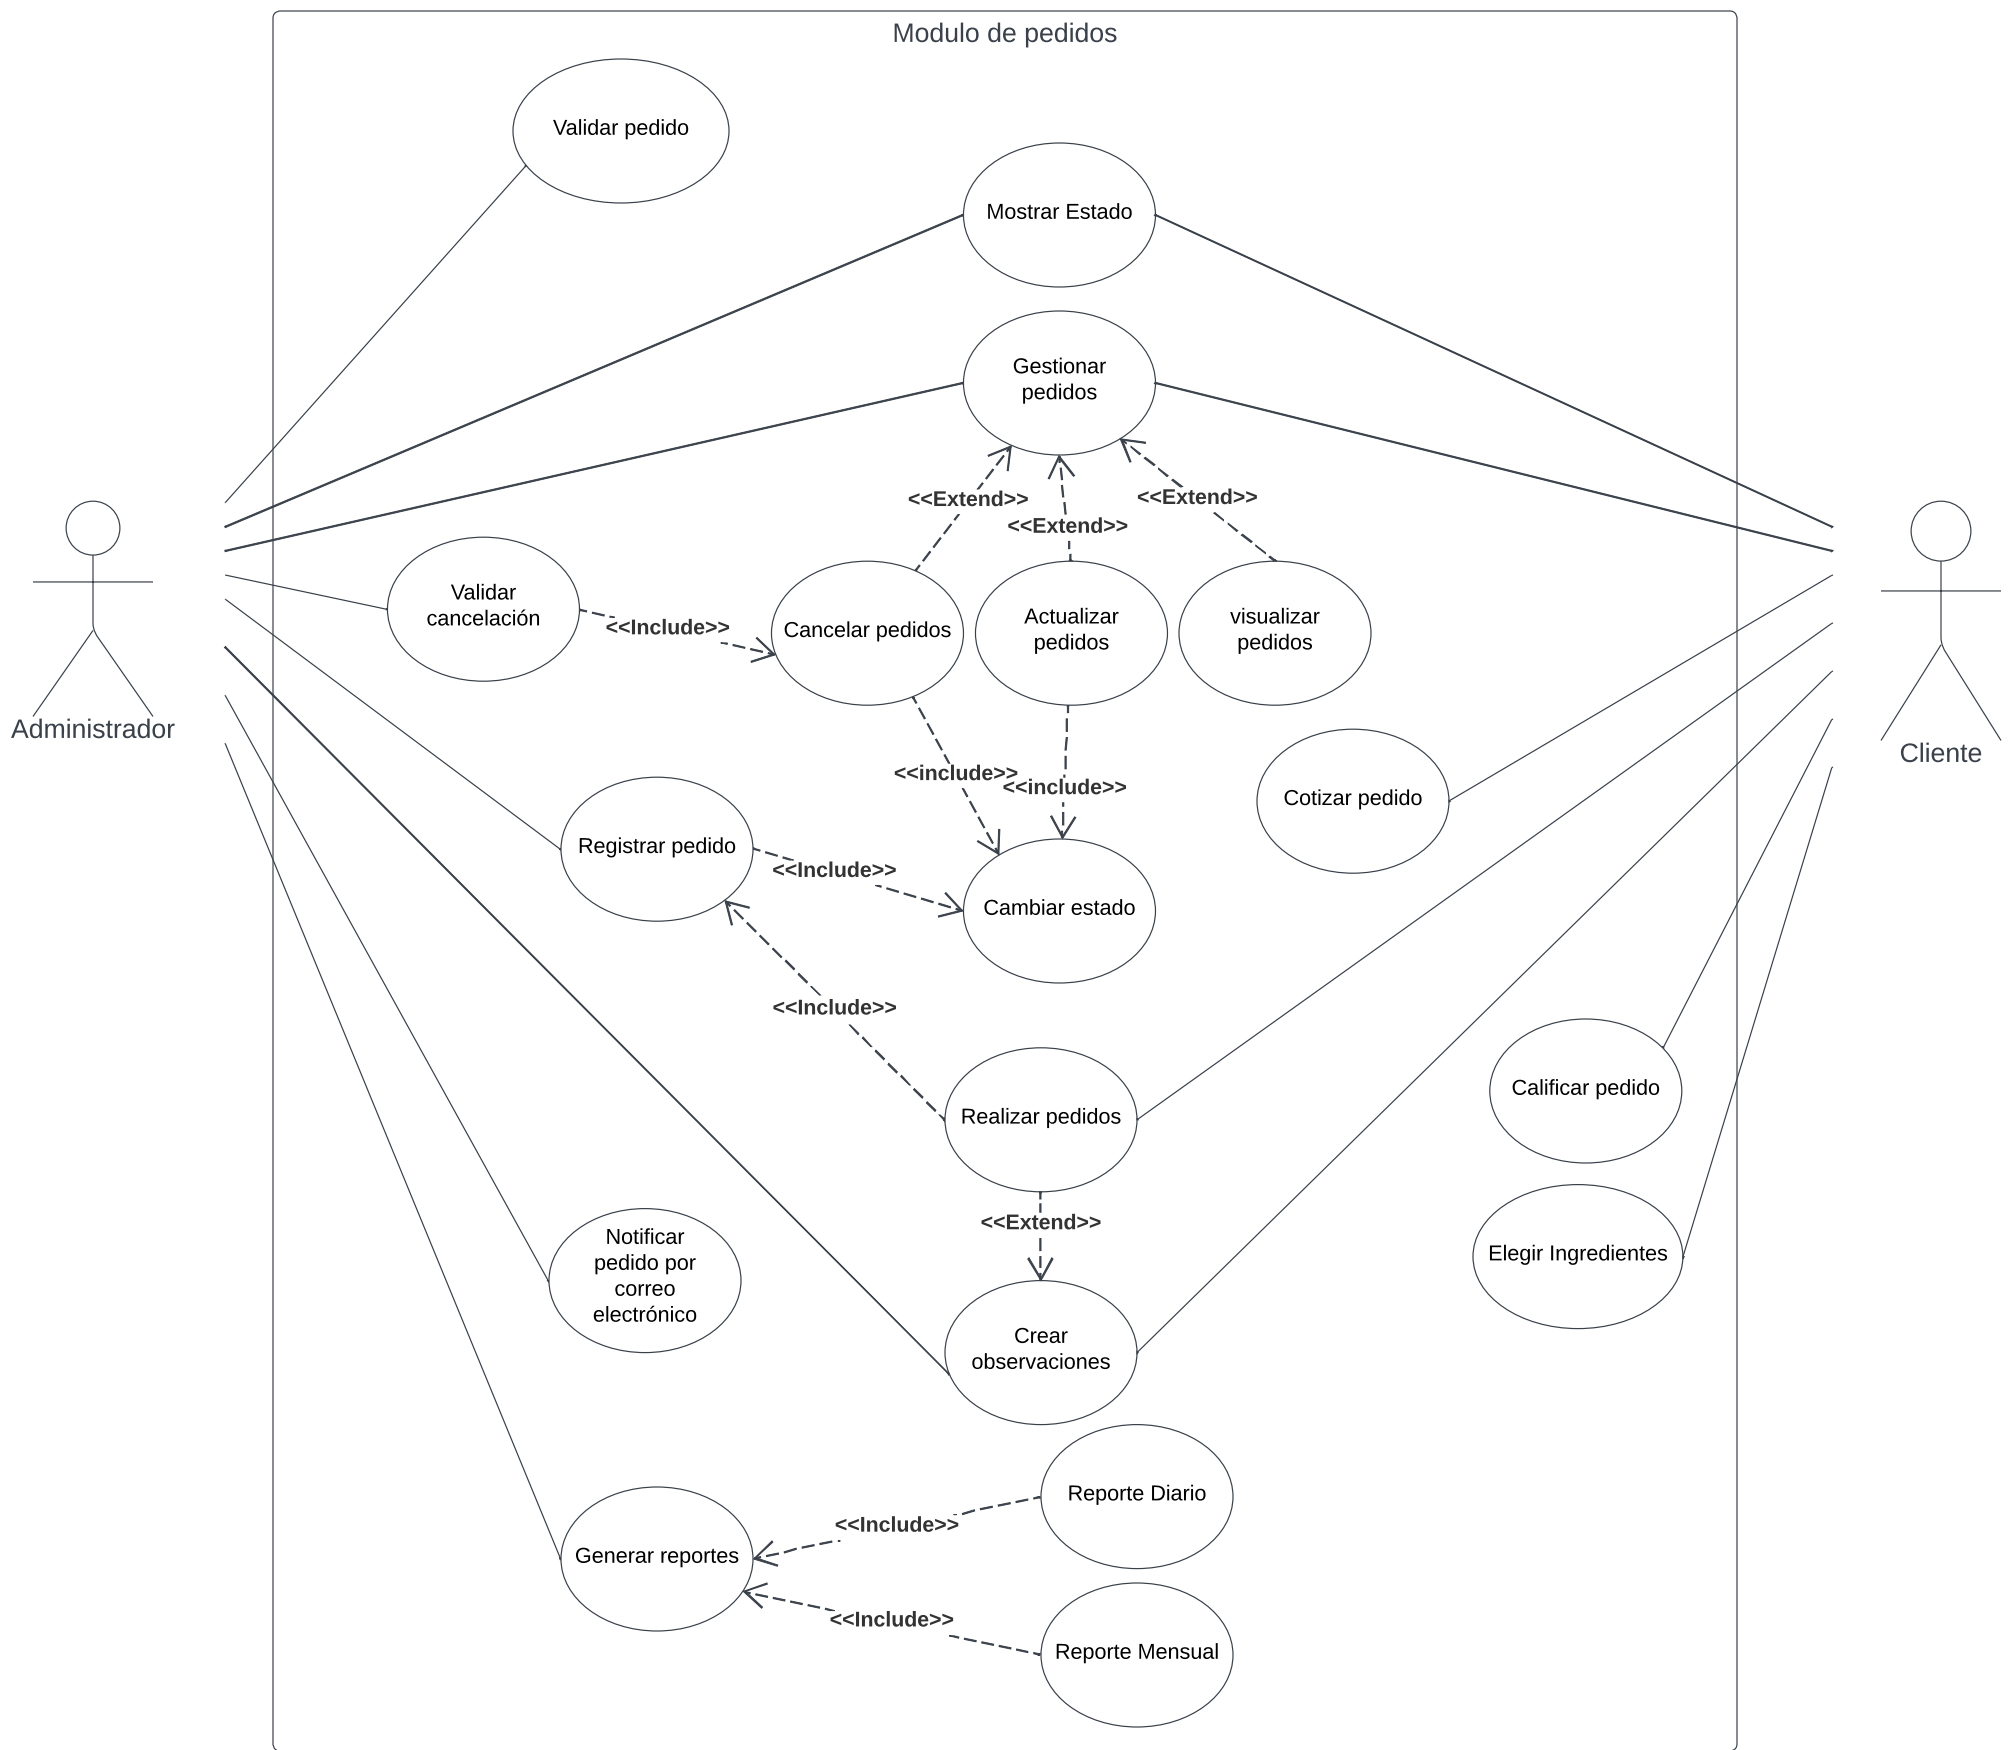 Modulo de pedidos
Validar pedido
Mostrar Estado
Gestionar
pedidos
<<Extend>>
<<Extend>>
<<Extend>>
Validar
cancelación
<<Include>>
Cancelar pedidos
Actualizar
pedidos
visualizar
pedidos
Administrador
Cliente
<<include>>
<<include>>
Cotizar pedido
Registrar pedido
<<Include>>
Cambiar estado
<<Include>>
Realizar pedidos
Calificar pedido
<<Extend>>
Notificar
pedido por
correo
electrónico
Elegir Ingredientes
Crear
observaciones
Reporte Diario
<<Include>>
Generar reportes
<<Include>>
Reporte Mensual